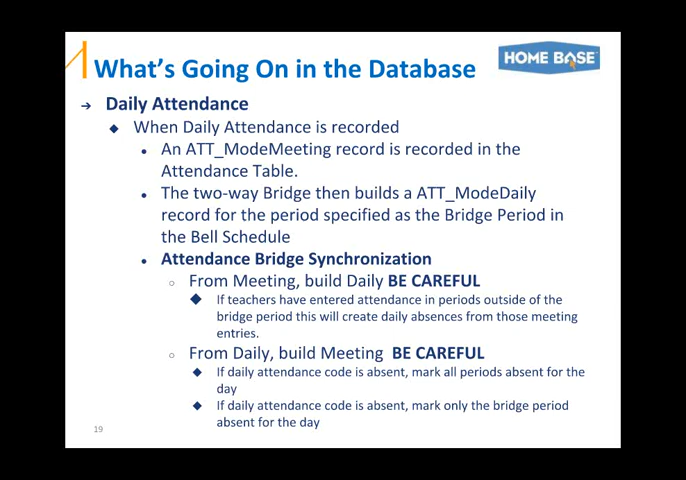 What's Going On in the Database
HOME BASE
Daily Attendance
When Daily Attendance is recorded
An ATT_ModeMeeting record is recorded in the
Attendance Table.
The two-way Bridge then builds a ATT_ModeDaily
record for the period specified as the Bridge Period in
the Bell Schedule
Attendance Bridge Synchronization
From Meeting, build Daily BE CAREFUL
If teachers have entered attendance in periods outside of the
bridge period this will create daily absences from those meeting
entries.
From Daily, build Meeting BE CAREFUL
If daily attendance code is absent, mark all periods absent for the
day
If daily attendance code is absent, mark only the bridge period
absent for the day
19